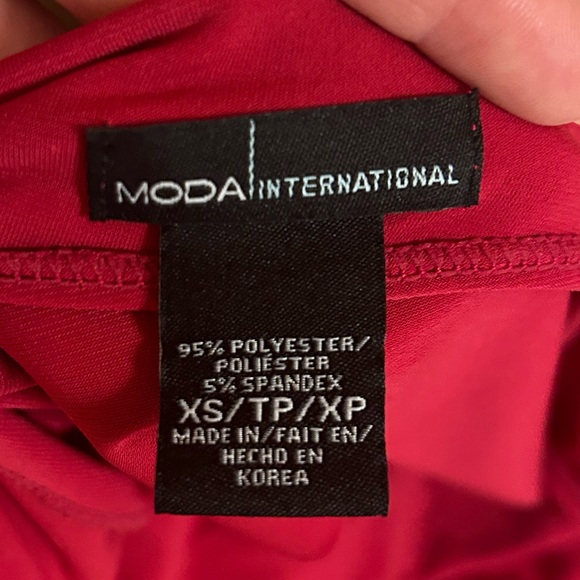 MODA INTERNATIONAL
95% POLYESTER/
POLIÉSTER
5% SPANDEX
XS/TP/XP
MADE IN/FAIT EN/
HECHO EN
KOREA